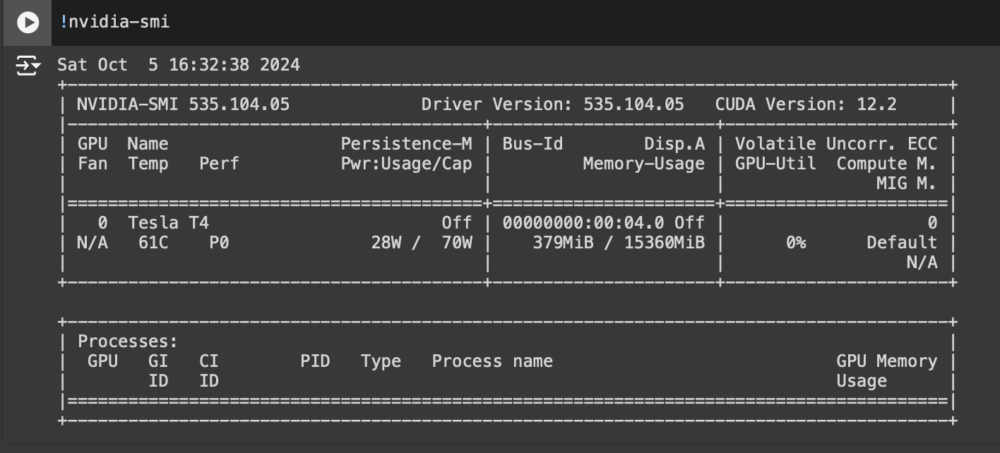 !nvidia-smi
Sat Oct  5 16:32:38 2024
+---------------------------------------------------------------------------------------+
| NVIDIA-SMI 535.104.05             Driver Version: 535.104.05   CUDA Version: 12.2     |
|-----------------------------------------+----------------------+----------------------+
| GPU  Name                 Persistence-M | Bus-Id        Disp.A | Volatile Uncorr. ECC |
| Fan  Temp   Perf          Pwr:Usage/Cap |         Memory-Usage | GPU-Util  Compute M. |
|                                         |                      |               MIG M. |
|=========================================+======================+======================|
|   0  Tesla T4                       Off | 00000000:00:04.0 Off |                    0 |
| N/A   61C    P0              28W /  70W |    379MiB / 15360MiB |      0%      Default |
|                                         |                      |                  N/A |
+-----------------------------------------+----------------------+----------------------+

+---------------------------------------------------------------------------------------+
| Processes:                                                                            |
|  GPU   GI   CI        PID   Type   Process name                            GPU Memory |
|        ID   ID                                                             Usage      |
|=======================================================================================|
+---------------------------------------------------------------------------------------+